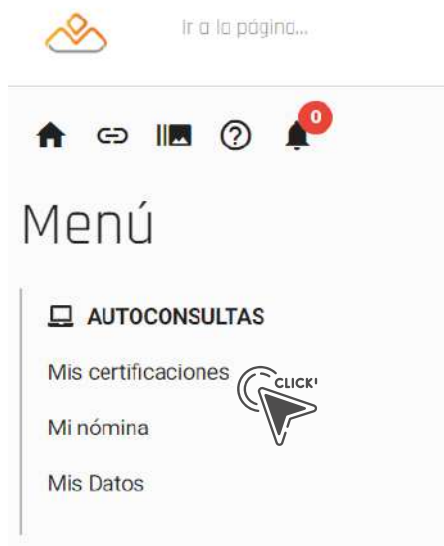 Ir a la página...
0
Menú
AUTOCONSULTAS
Mis certificaciones
CLICK!
Mi nómina
Mis Datos